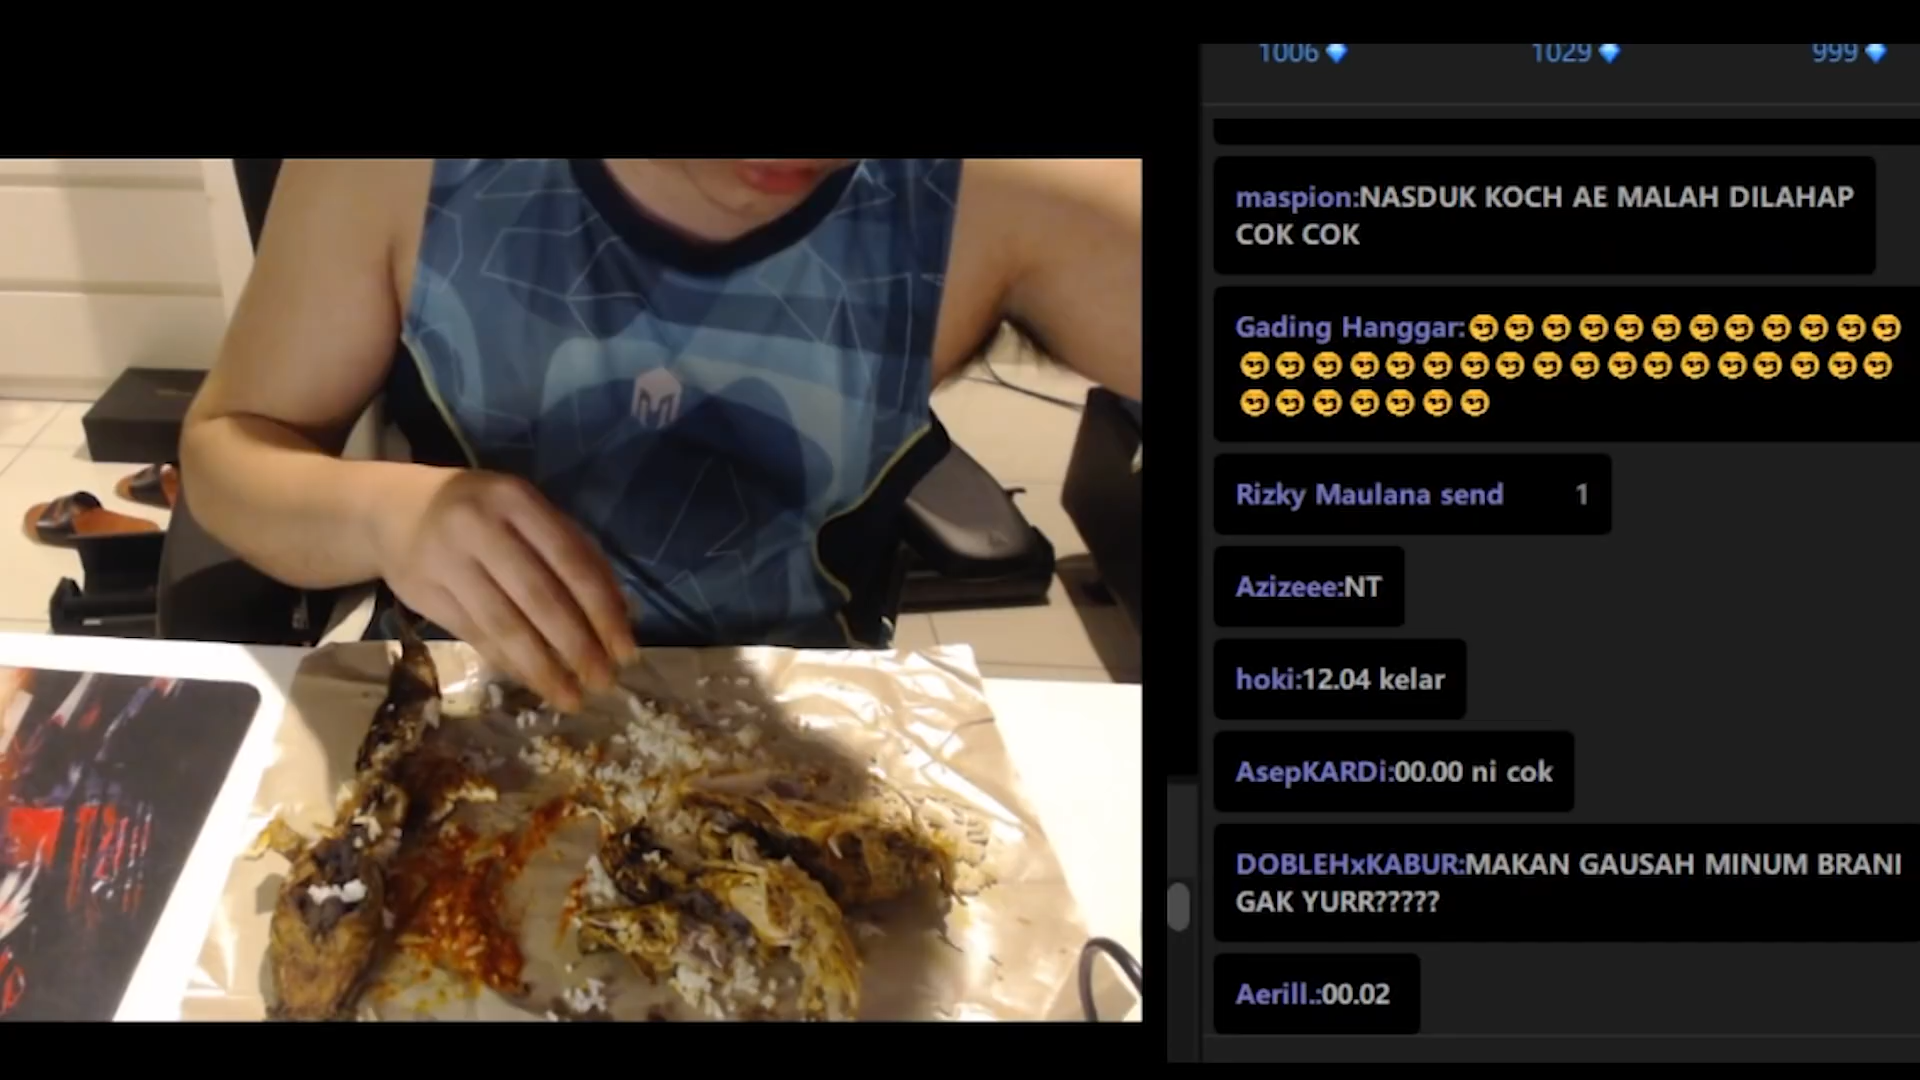 1006 1029 999
maspion:NASDUK KOCH AE MALAH DILAHAP
COK COK
Gading Hanggar:
Rizky Maulana send 1
Azizeee:NT
hoki:12.04 kelar
AsepKARDi:00.00 ni cok
DOBLEHxKABUR:MAKAN GAUSAH MINUM BRANI
GAK YURR?????
Aerill.:00.02